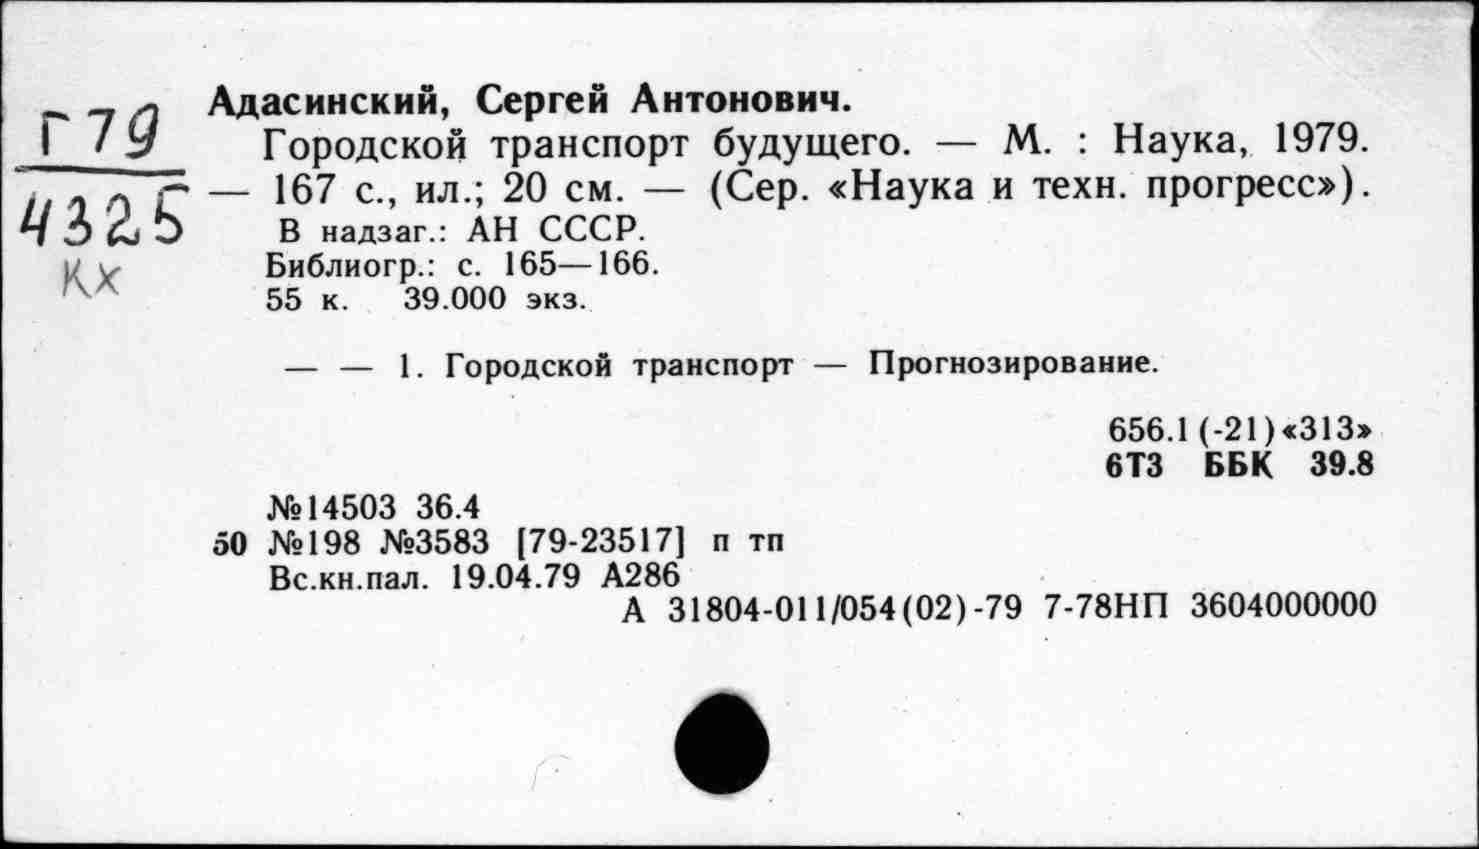 Г 79
4325
КХ
Адасинский, Сергей Антонович.
Городской транспорт будущего. — М. : Наука, 1979.
— 167 с., ил.; 20 см. — (Сер. «Наука и техн. прогресс»).
В надзаг.: АН СССР.
Библиогр.: с. 165—166.
55 к. 39.000 экз.
— — 1. Городской транспорт — Прогнозирование.
656.1(-21)«313»
6Т3 ББК 39.8
№14503 36.4
50 №198 №3583 [79-23517] п тп
Вс.кн.пал. 19.04.79 А286
А 31804-011/054(02)-79 7-78НП 3604000000